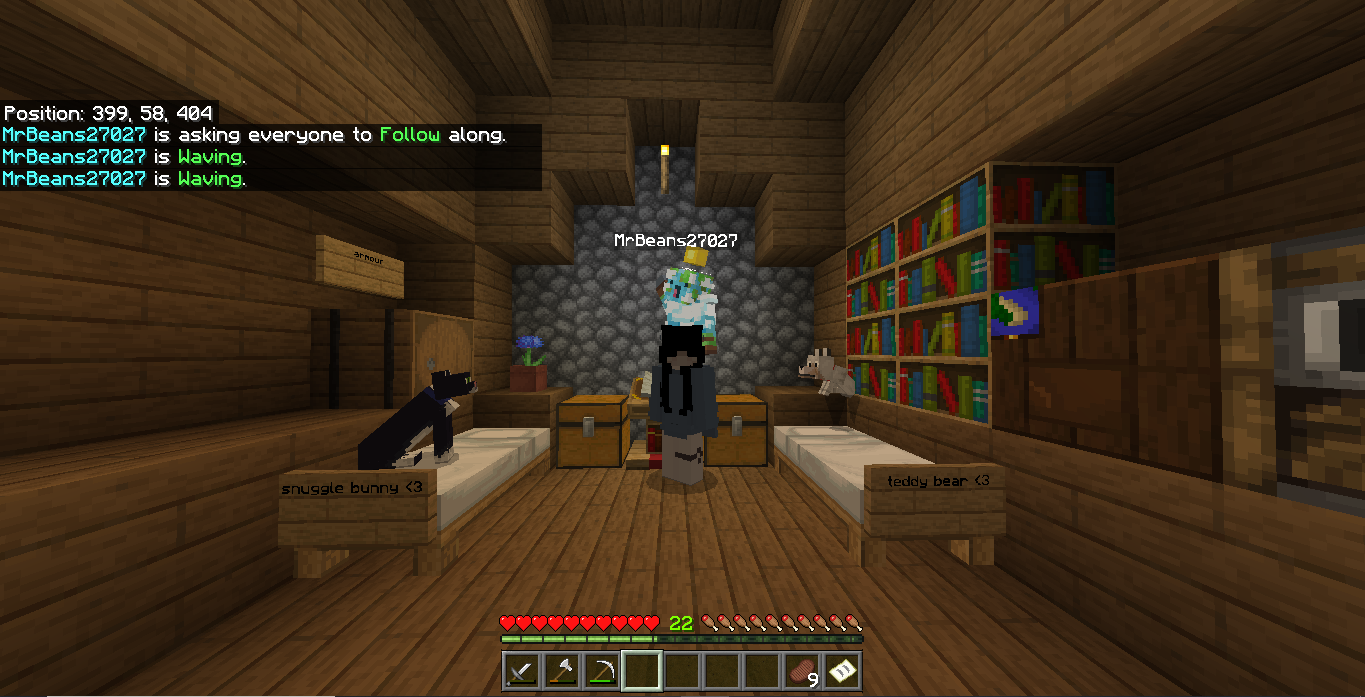 Position: 399, 58, 404
MrBeans27027 is asking everyone to Follow along.
MrBeans27027 is Waving.
MrBeans27027 is Waving.
MrBeans27027
armour
snuggle bunny <3
teddy bear <3
22
9